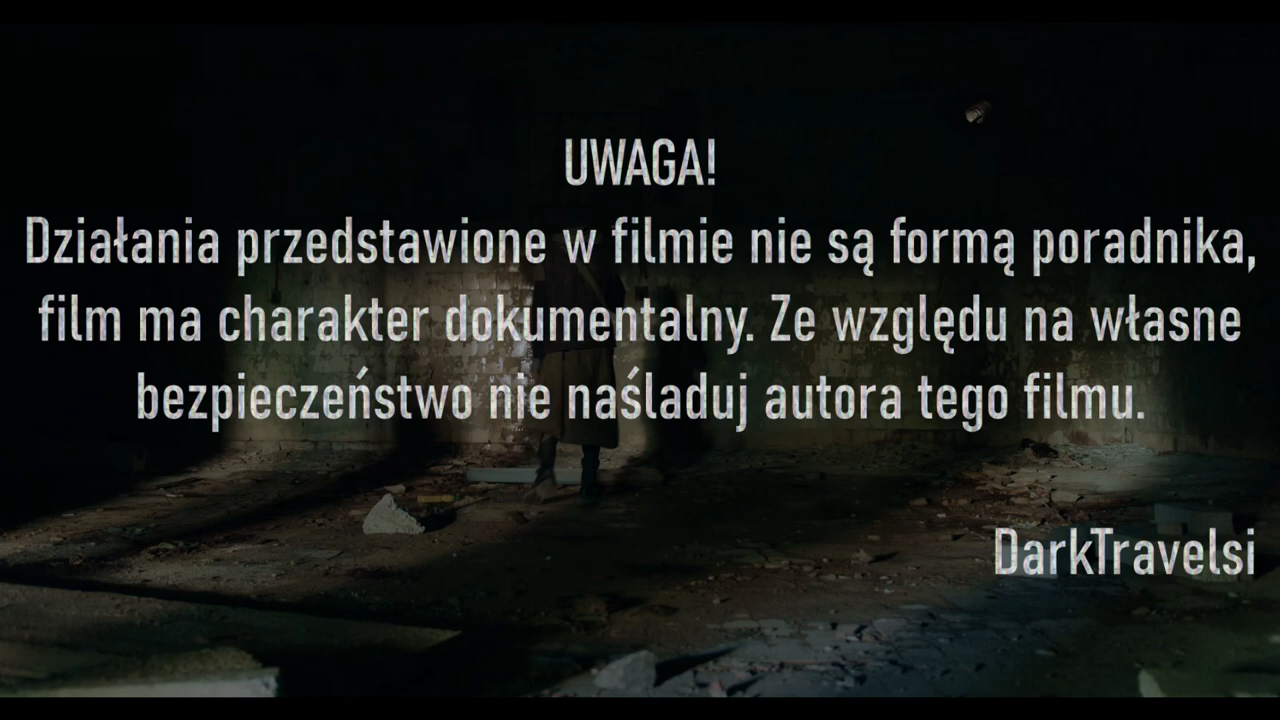 UWAGA!
Działania przedstawione w filmie nie są formą poradnika,
film ma charakter dokumentalny. Ze względu na własne
bezpieczeństwo nie naśladuj autora tego filmu.
DarkTravelsi